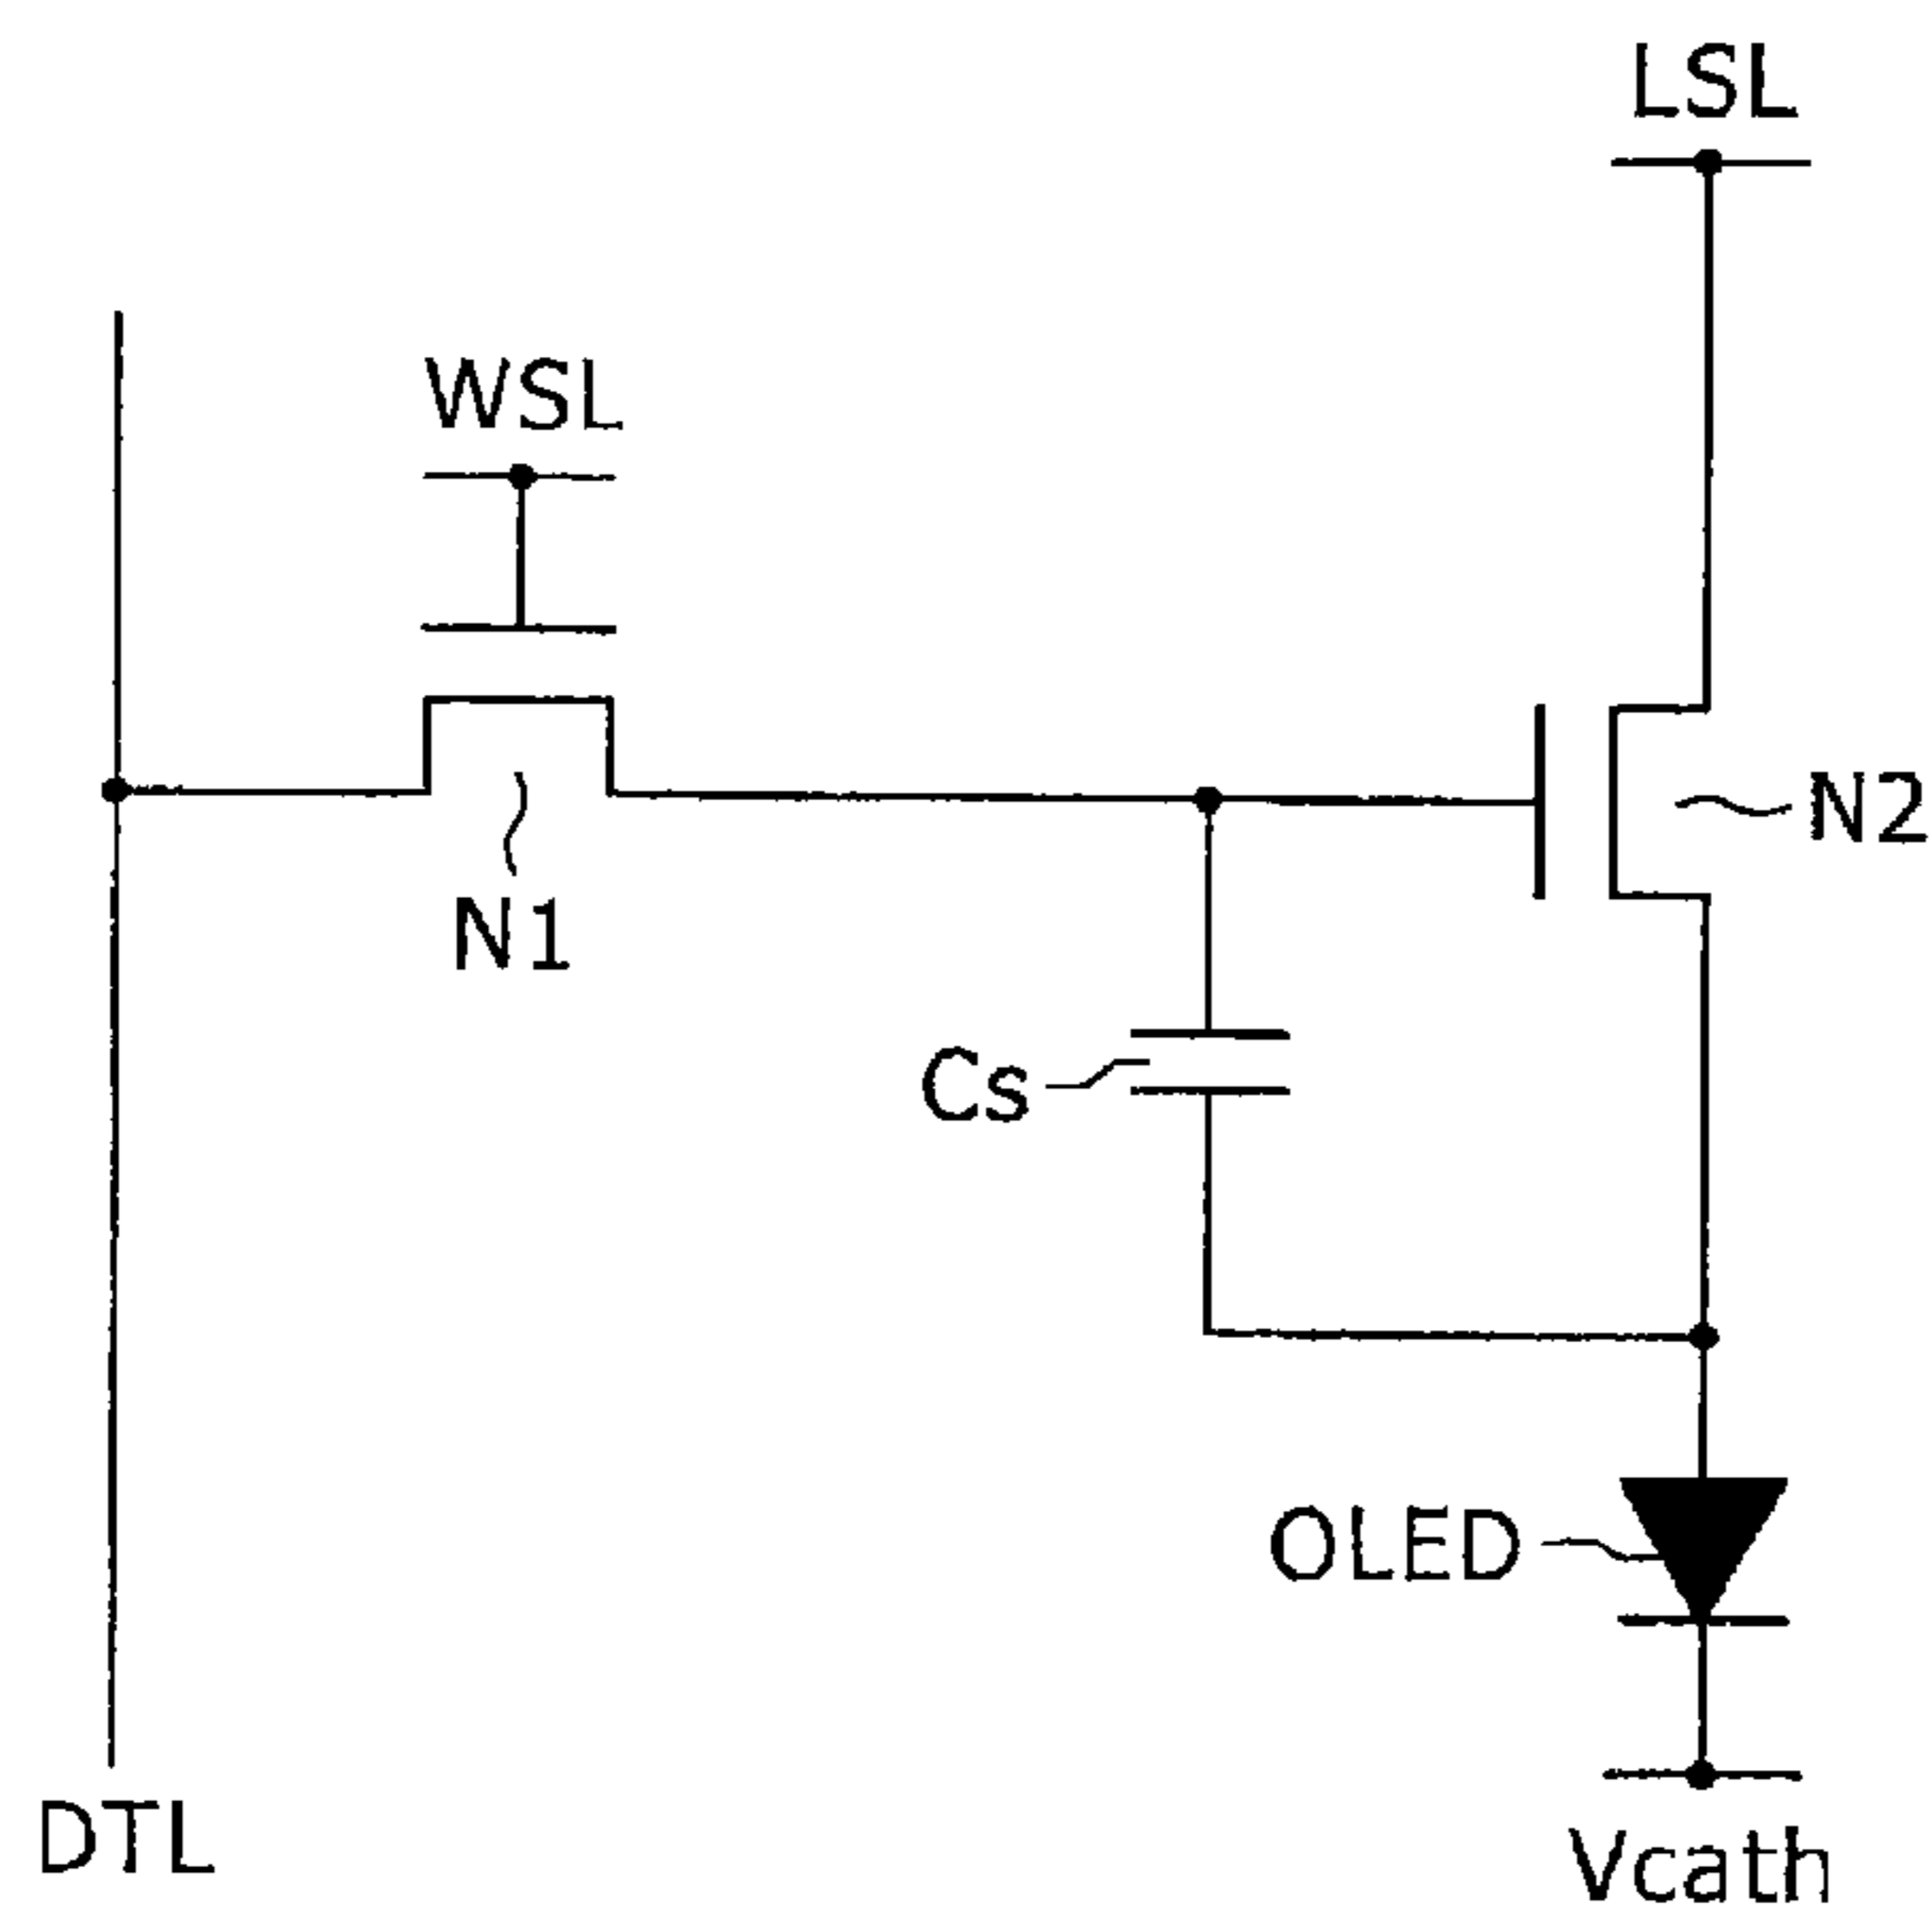 LSL
WSL
N2
N1
Cs
OLED
DTL
Vcath